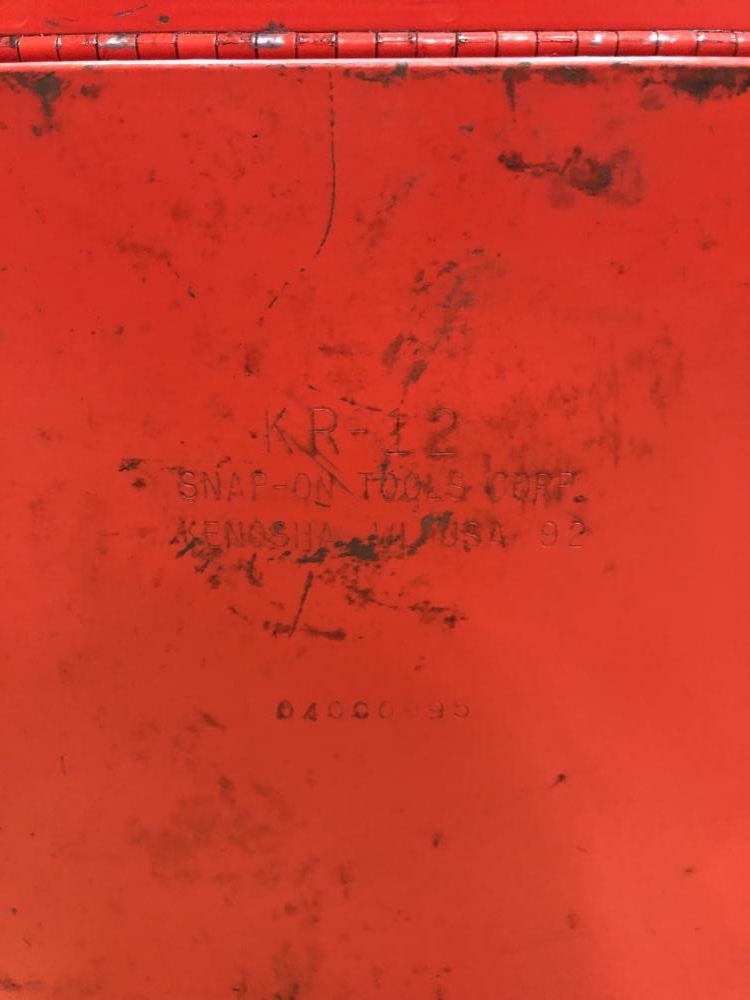 KR-12
SNAP-ON TOOLS CORP.
KENOSHA, WI, USA 92